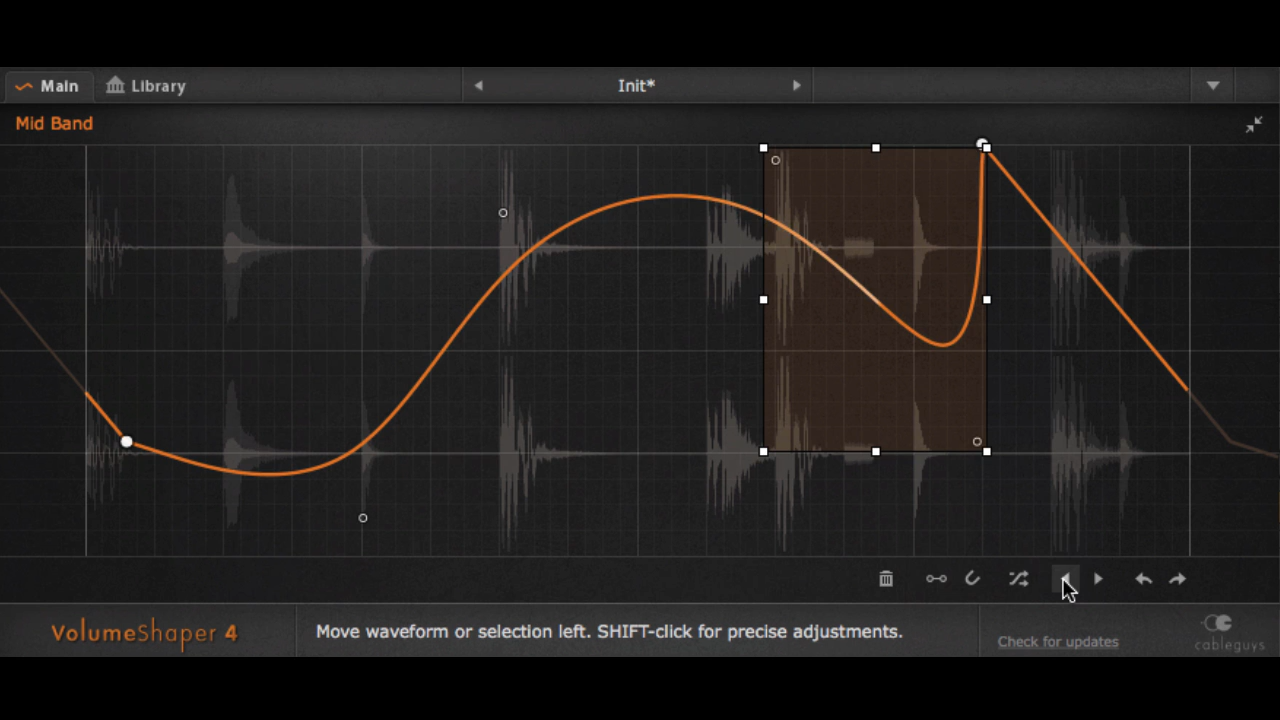 Main
Library
Init*
Mid Band
VolumeShaper 4
Move waveform or selection left. SHIFT-click for precise adjustments.
Check for updates
cableguys